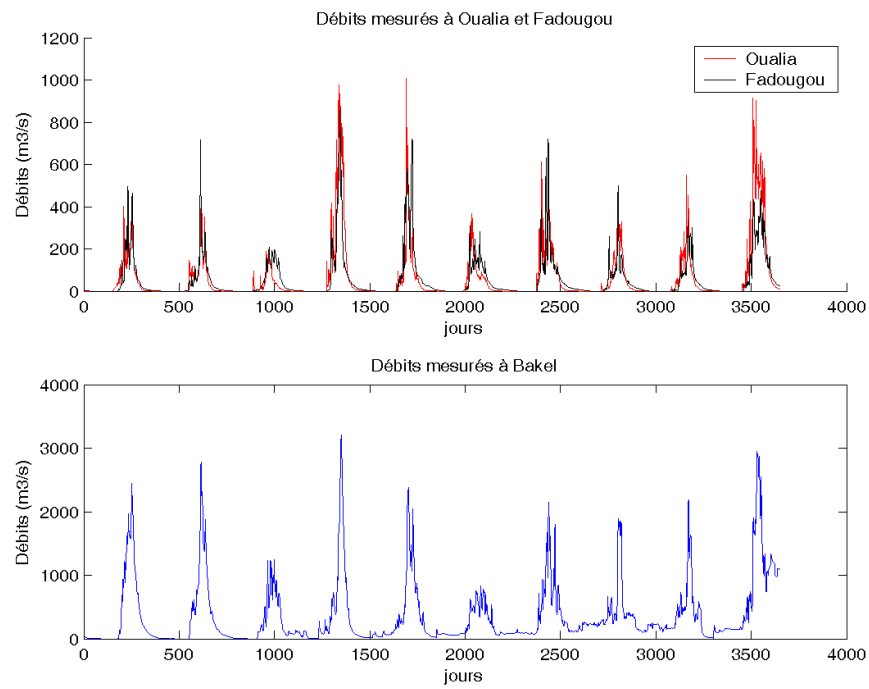 Débits mesurés à Oualia et Fadougou
1200
1000
800
600
400
200
0
Débits (m3/s)
Oualia
Fadougou
0 500 1000 1500 2000 2500 3000 3500 4000
jours
Débits mesurés à Bakel
4000
3000
2000
1000
0
Débits (m3/s)
0 500 1000 1500 2000 2500 3000 3500 4000
jours